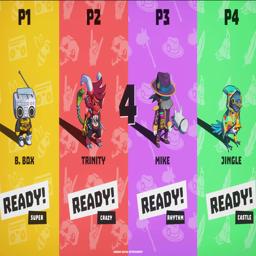 P1
P2
P3
P4
4
B. BOX
TRINITY
MIKE
JINGLE
READY!
SUPER
READY!
CRAZY
READY!
RHYTHM
READY!
CASTLE